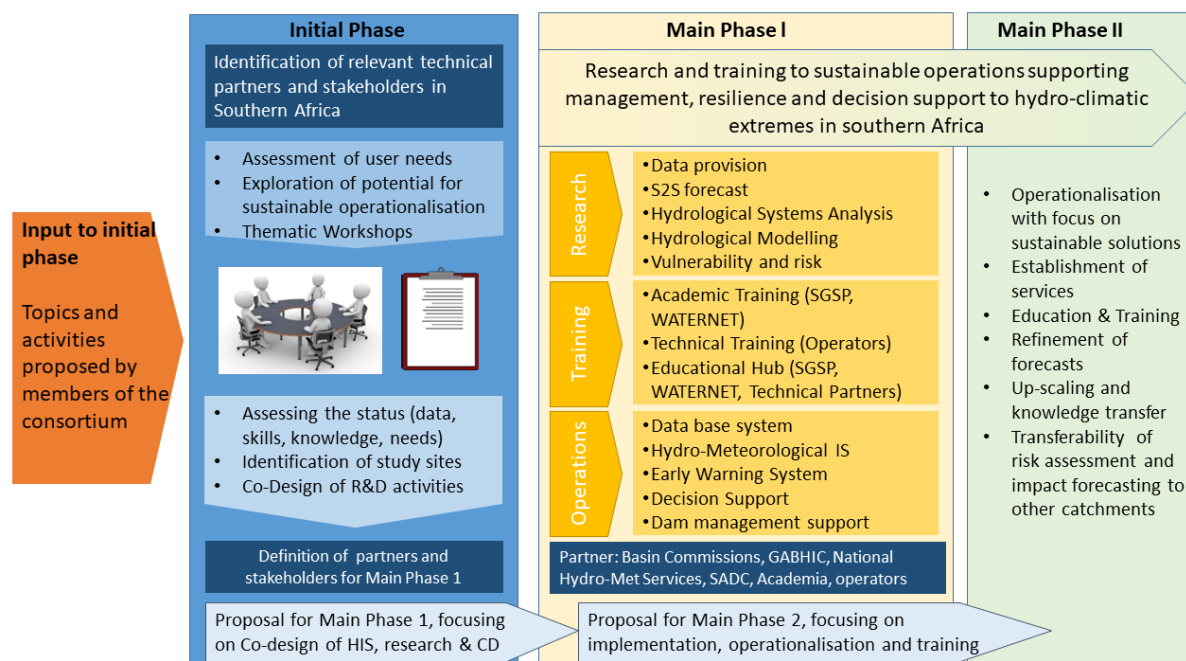 Input to initial
phase
Topics and
activities
proposed by
members of the
consortium
Initial Phase
Identification of relevant technical
partners and stakeholders in
Southern Africa
• Assessment of user needs
• Exploration of potential for
sustainable operationalisation
• Thematic Workshops
• Assessing the status (data,
skills, knowledge, needs)
• Identification of study sites
• Co-Design of R&D activities
Definition of partners and
stakeholders for Main Phase 1
Proposal for Main Phase 1, focusing
on Co-design of HIS, research & CD
Main Phase I
Research and training to sustainable operations supporting
management, resilience and decision support to hydro-climatic
extremes in southern Africa
Research
•Data provision
•S2S forecast
•Hydrological Systems Analysis
•Hydrological Modelling
•Vulnerability and risk
Training
•Academic Training (SGSP,
WATERNET)
•Technical Training (Operators)
•Educational Hub (SGSP,
WATERNET, Technical Partners)
Operations
•Data base system
•Hydro-Meteorological IS
•Early Warning System
•Decision Support
•Dam management support
Partner: Basin Commissions, GABHIC, National
Hydro-Met Services, SADC, Academia, operators
Proposal for Main Phase 2, focusing on
implementation, operationalisation and training
Main Phase II
• Operationalisation
with focus on
sustainable solutions
• Establishment of
services
• Education & Training
• Refinement of
forecasts
• Up-scaling and
knowledge transfer
• Transferability of
risk assessment and
impact forecasting to
other catchments